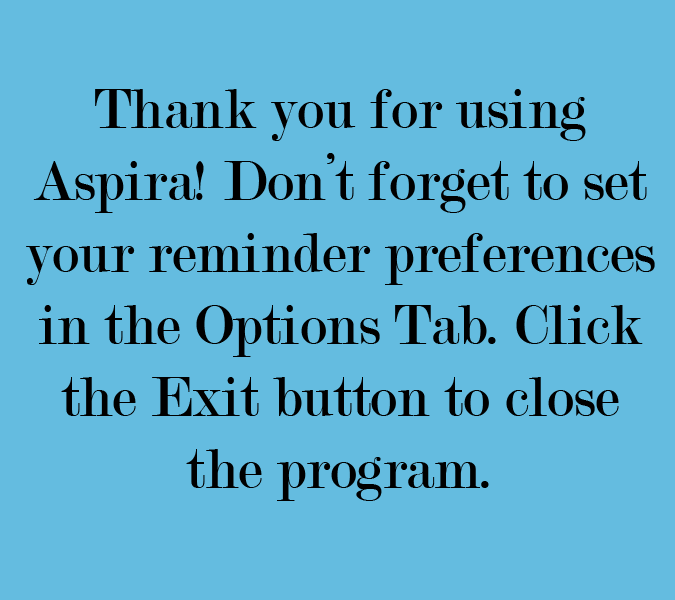 Thank you for using
Aspira! Don’t forget to set
your reminder preferences
in the Options Tab. Click
the Exit button to close
the program.